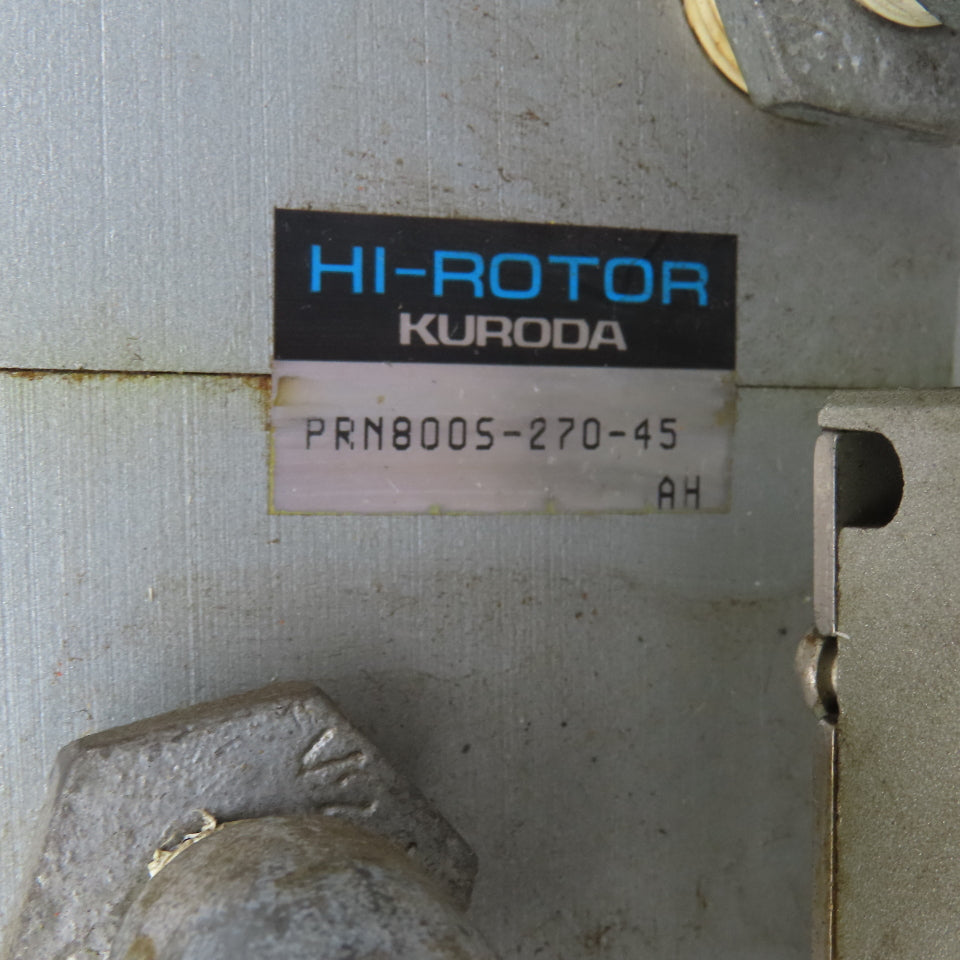 HI-ROTOR
KURODA
PRN800S-270-45
AH